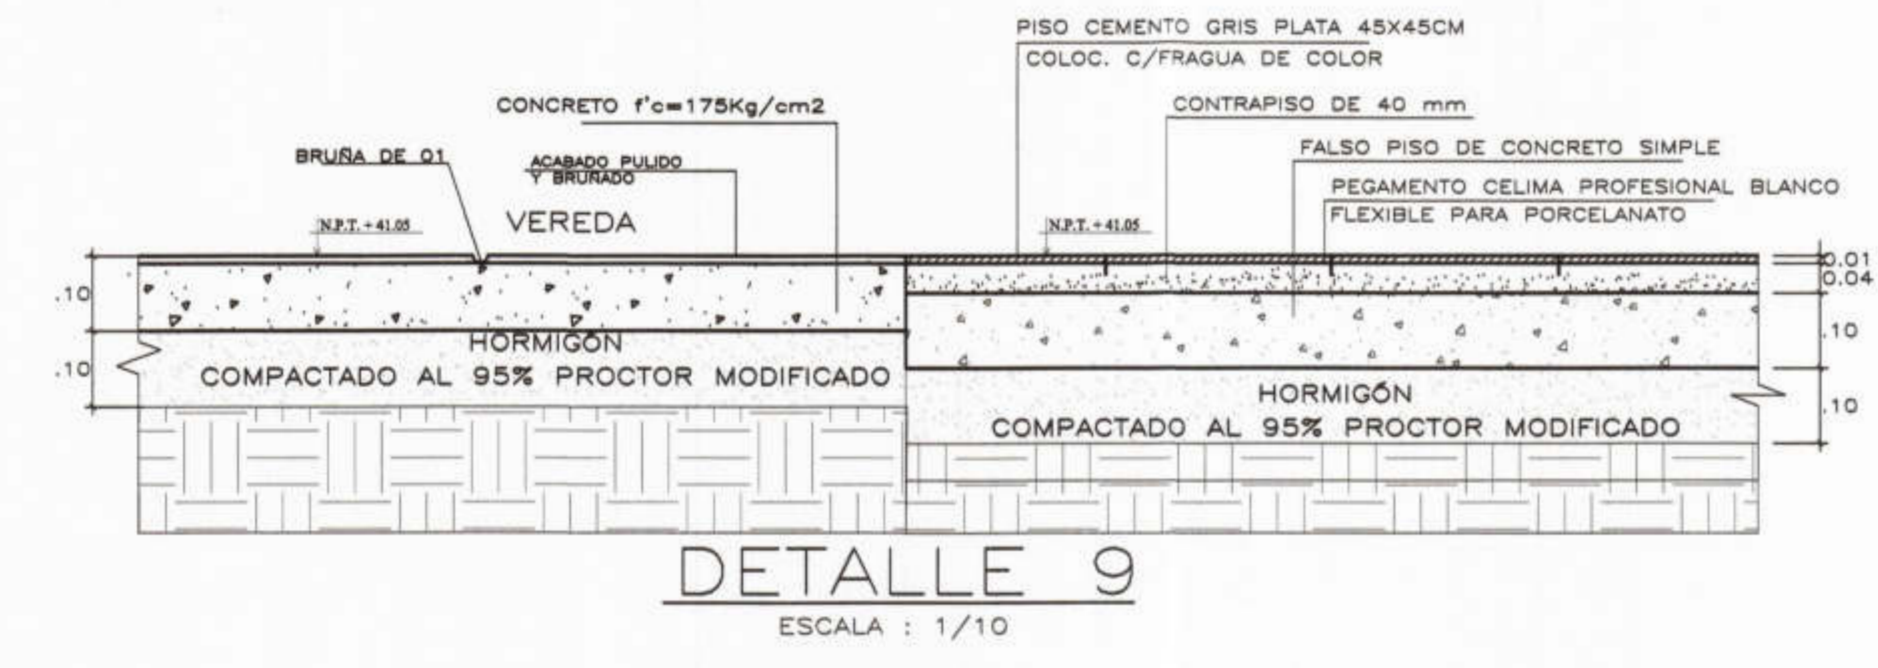 PISO CEMENTO GRIS PLATA 45X45CM
COLOC. C/FRAGUA DE COLOR
CONCRETO f'c=175Kg/cm2
CONTRAPISO DE 40 mm
BRUÑA DE 01
ACABADO PULIDO
Y BRUÑADO
FALSO PISO DE CONCRETO SIMPLE
PEGAMENTO CELIMA PROFESIONAL BLANCO
FLEXIBLE PARA PORCELANATO
N.P.T. + 41.05
VEREDA
N.P.T. + 41.05
0.01
0.04
.10
.10
HORMIGÓN
COMPACTADO AL 95% PROCTOR MODIFICADO
.10
HORMIGÓN
COMPACTADO AL 95% PROCTOR MODIFICADO
.10
DETALLE 9
ESCALA : 1/10